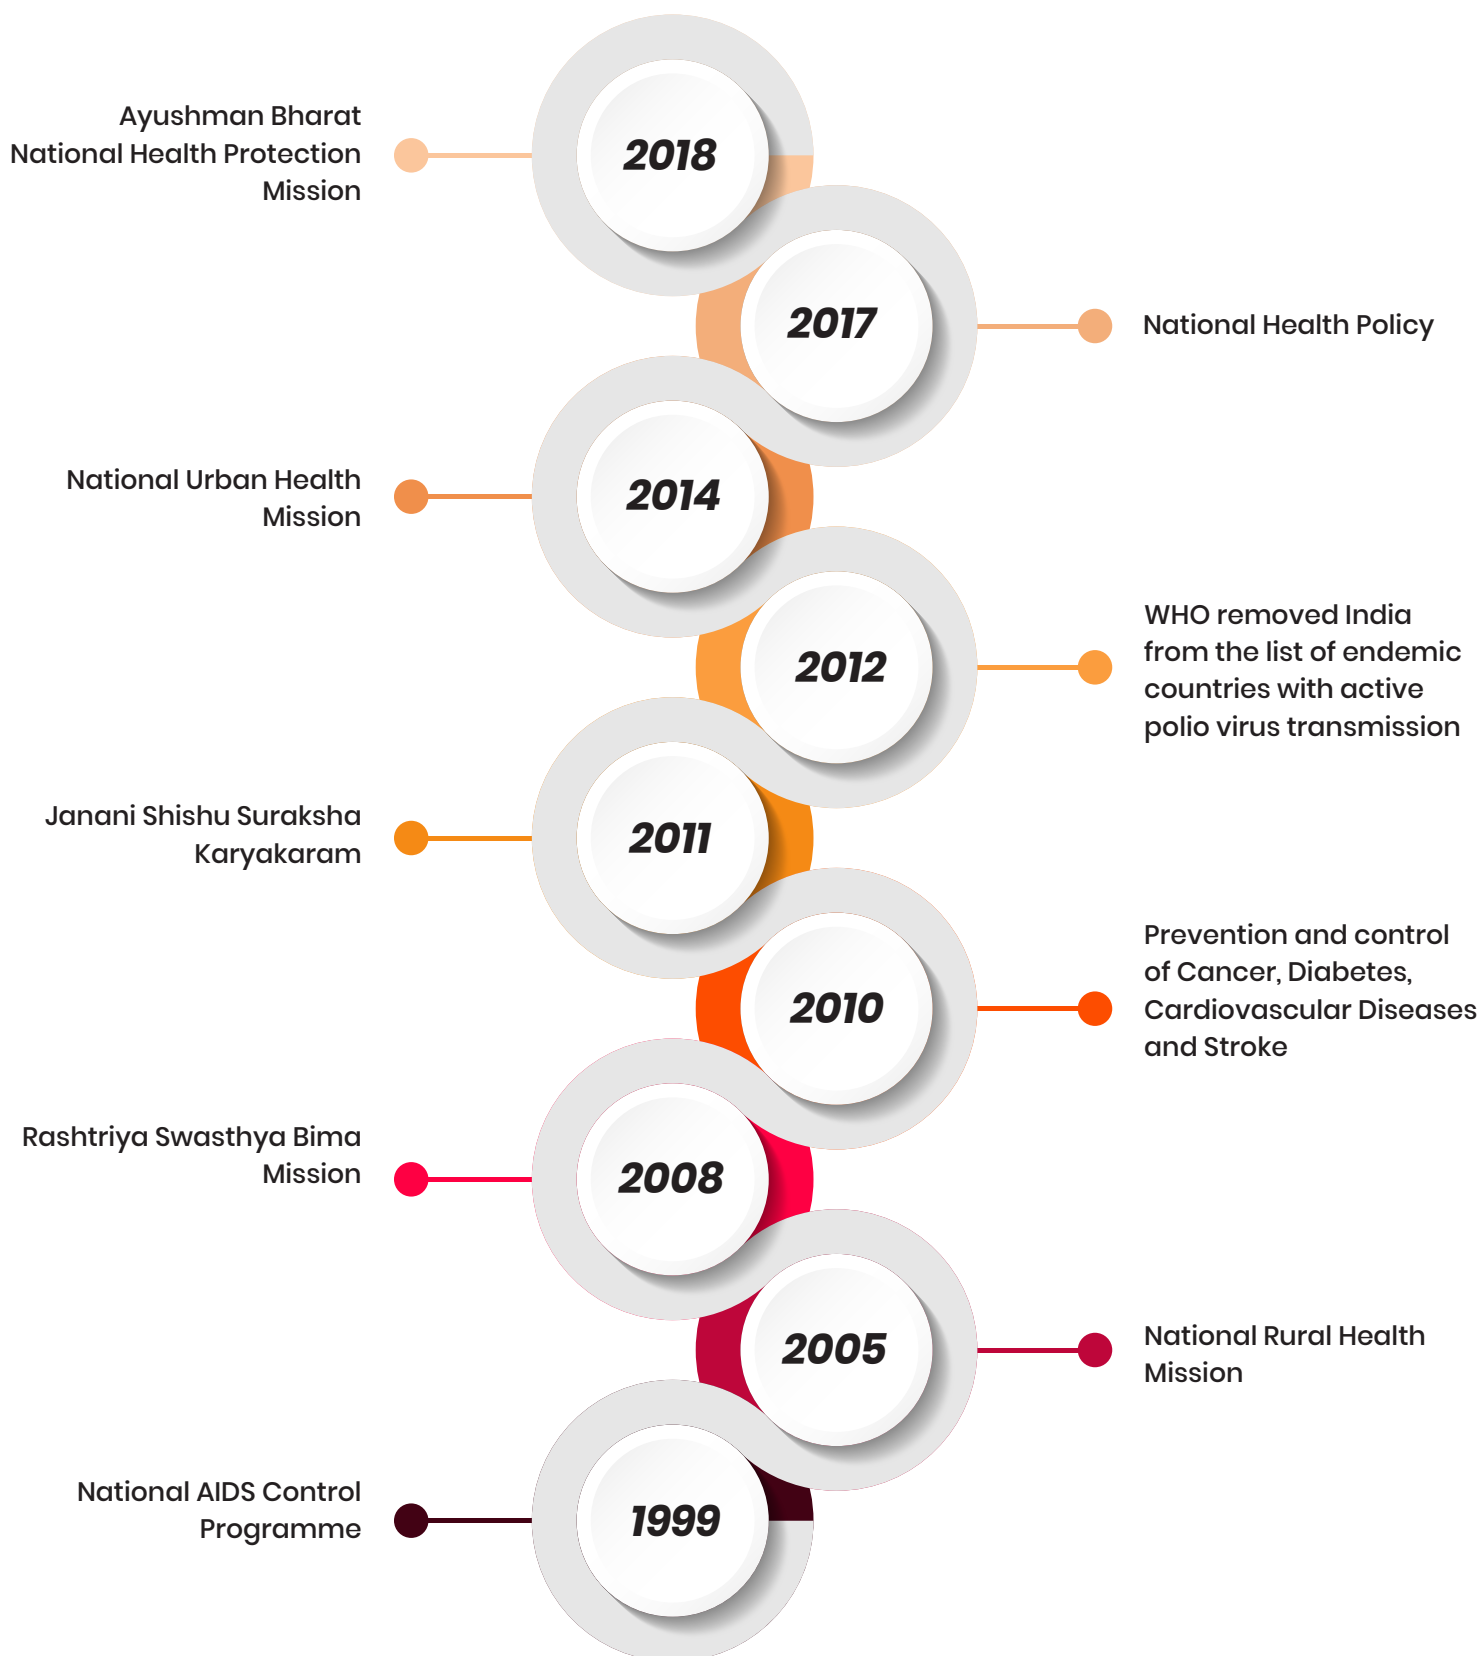 Ayushman Bharat
National Health Protection
Mission
2018
2017
National Health Policy
National Urban Health
Mission
2014
2012
WHO removed India
from the list of endemic
countries with active
polio virus transmission
Janani Shishu Suraksha
Karyakaram
2011
2010
Prevention and control
of Cancer, Diabetes,
Cardiovascular Diseases
and Stroke
Rashtriya Swasthya Bima
Mission
2008
2005
National Rural Health
Mission
National AIDS Control
Programme
1999